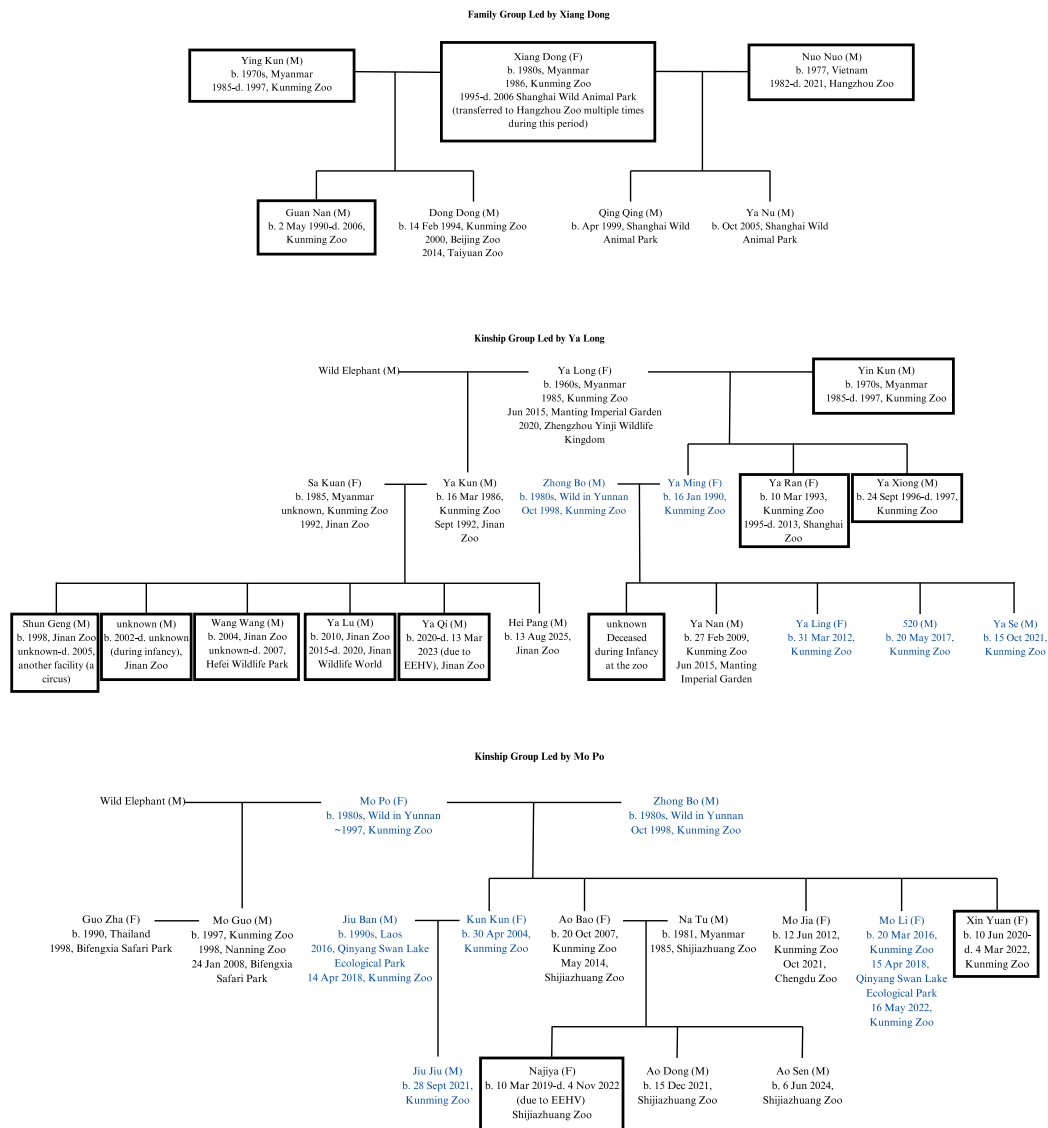 Family Group Led by Xiang Dong
Ying Kun (M)
b. 1970s, Myanmar
1985-d. 1997, Kunming Zoo
Xiang Dong (F)
b. 1980s, Myanmar
1986, Kunming Zoo
1995-d. 2006 Shanghai Wild Animal Park
(transferred to Hangzhou Zoo multiple times
during this period)
Nuo Nuo (M)
b. 1977, Vietnam
1982-d. 2021, Hangzhou Zoo
Guan Nan (M)
b. 2 May 1990-d. 2006,
Kunming Zoo
Dong Dong (M)
b. 14 Feb 1994, Kunming Zoo
2000, Beijing Zoo
2014, Taiyuan Zoo
Qing Qing (M)
b. Apr 1999, Shanghai Wild
Animal Park
Ya Nu (M)
b. Oct 2005, Shanghai Wild
Animal Park
Kinship Group Led by Ya Long
Wild Elephant (M)
Ya Long (F)
b. 1960s, Myanmar
1985, Kunming Zoo
Jun 2015, Manting Imperial Garden
2020, Zhengzhou Yinji Wildlife
Kingdom
Yin Kun (M)
b. 1970s, Myanmar
1985-d. 1997, Kunming Zoo
Sa Kuan (F)
b. 1985, Myanmar
unknown, Kunming Zoo
1992, Jinan Zoo
Ya Kun (M)
b. 16 Mar 1986,
Kunming Zoo
Sept 1992, Jinan
Zoo
Zhong Bo (M)
b. 1980s, Wild in Yunnan
Oct 1998, Kunming Zoo
Ya Ming (F)
b. 16 Jan 1990,
Kunming Zoo
Ya Ran (F)
b. 10 Mar 1993,
Kunming Zoo
1995-d. 2013, Shanghai
Zoo
Ya Xiong (M)
b. 24 Sept 1996-d. 1997,
Kunming Zoo
Shun Geng (M)
b. 1998, Jinan Zoo
unknown-d. 2005,
another facility (a
circus)
unknown (M)
b. 2002-d. unknown
(during infancy),
Jinan Zoo
Wang Wang (M)
b. 2004, Jinan Zoo
unknown-d. 2007,
Hefei Wildlife Park
Ya Lu (M)
b. 2010, Jinan Zoo
2015-d. 2020, Jinan
Wildlife World
Ya Qi (M)
b. 2020-d. 13 Mar
2023 (due to
EEHV), Jinan Zoo
Hei Pang (M)
b. 13 Aug 2025,
Jinan Zoo
unknown
Deceased
during Infancy
at the zoo
Ya Nan (M)
b. 27 Feb 2009,
Kunming Zoo
Jun 2015, Manting
Imperial Garden
Ya Ling (F)
b. 31 Mar 2012,
Kunming Zoo
520 (M)
b. 20 May 2017,
Kunming Zoo
Ya Se (M)
b. 15 Oct 2021,
Kunming Zoo
Kinship Group Led by Mo Po
Wild Elephant (M)
Mo Po (F)
b. 1980s, Wild in Yunnan
~1997, Kunming Zoo
Zhong Bo (M)
b. 1980s, Wild in Yunnan
Oct 1998, Kunming Zoo
Guo Zha (F)
b. 1990, Thailand
1998, Bifengxia Safari Park
Mo Guo (M)
b. 1997, Kunming Zoo
1998, Nanning Zoo
24 Jan 2008, Bifengxia
Safari Park
Jiu Ban (M)
b. 1990s, Laos
2016, Qinyang Swan Lake
Ecological Park
14 Apr 2018, Kunming Zoo
Kun Kun (F)
b. 30 Apr 2004,
Kunming Zoo
Ao Bao (F)
b. 20 Oct 2007,
Kunming Zoo
May 2014,
Shijiazhuang Zoo
Na Tu (M)
b. 1981, Myanmar
1985, Shijiazhuang Zoo
Mo Jia (F)
b. 12 Jun 2012,
Kunming Zoo
Oct 2021,
Chengdu Zoo
Mo Li (F)
b. 20 Mar 2016,
Kunming Zoo
15 Apr 2018,
Qinyang Swan Lake
Ecological Park
16 May 2022,
Kunming Zoo
Xin Yuan (F)
b. 10 Jun 2020-
d. 4 Mar 2022,
Kunming Zoo
Jiu Jiu (M)
b. 28 Sept 2021,
Kunming Zoo
Najiya (F)
b. 10 Mar 2019-d. 4 Nov 2022
(due to EEHV)
Shijiazhuang Zoo
Ao Dong (M)
b. 15 Dec 2021,
Shijiazhuang Zoo
Ao Sen (M)
b. 6 Jun 2024,
Shijiazhuang Zoo